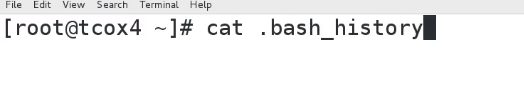 File Edit View Search Terminal Help
[root@tcox4 ~]# cat .bash_history